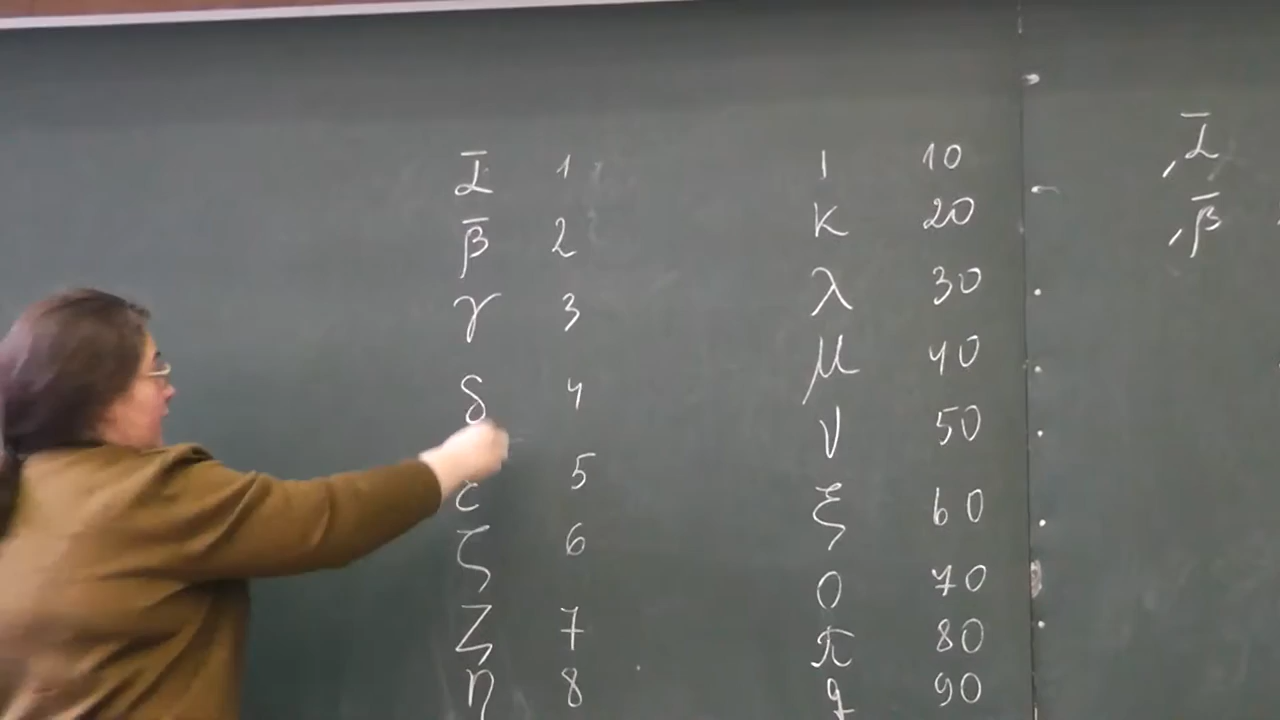 ᾱ 1
β̄ 2
γ 3
δ 4
ε 5
ς 6
ζ 7
η 8
ι 10
κ 20
λ 30
μ 40
ν 50
ξ 60
ο 70
π 80
ϟ 90
͵ᾱ
͵β̄